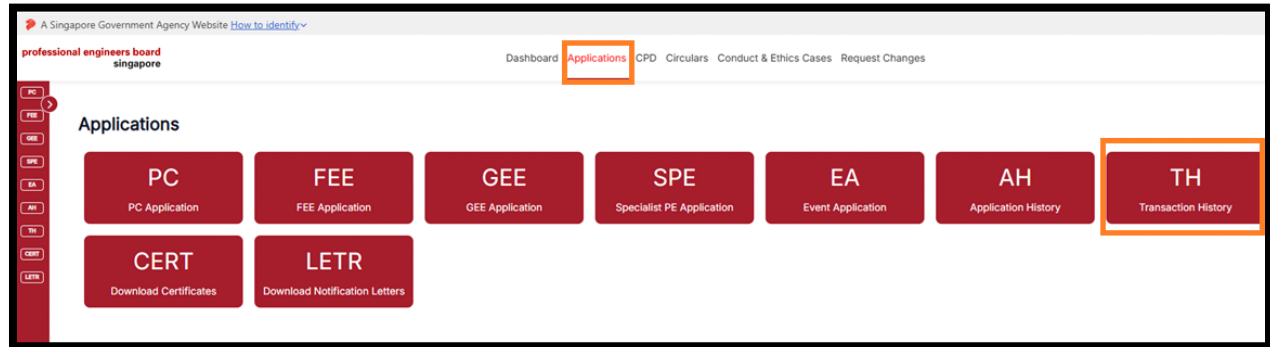 A Singapore Government Agency Website How to identify
professional engineers board
singapore
Dashboard Applications CPD Circulars Conduct & Ethics Cases Request Changes
PC
FEE
GEE
SPE
EA
AH
TH
CERT
LETR
Applications
PC
PC Application
FEE
FEE Application
GEE
GEE Application
SPE
Specialist PE Application
EA
Event Application
AH
Application History
TH
Transaction History
CERT
Download Certificates
LETR
Download Notification Letters